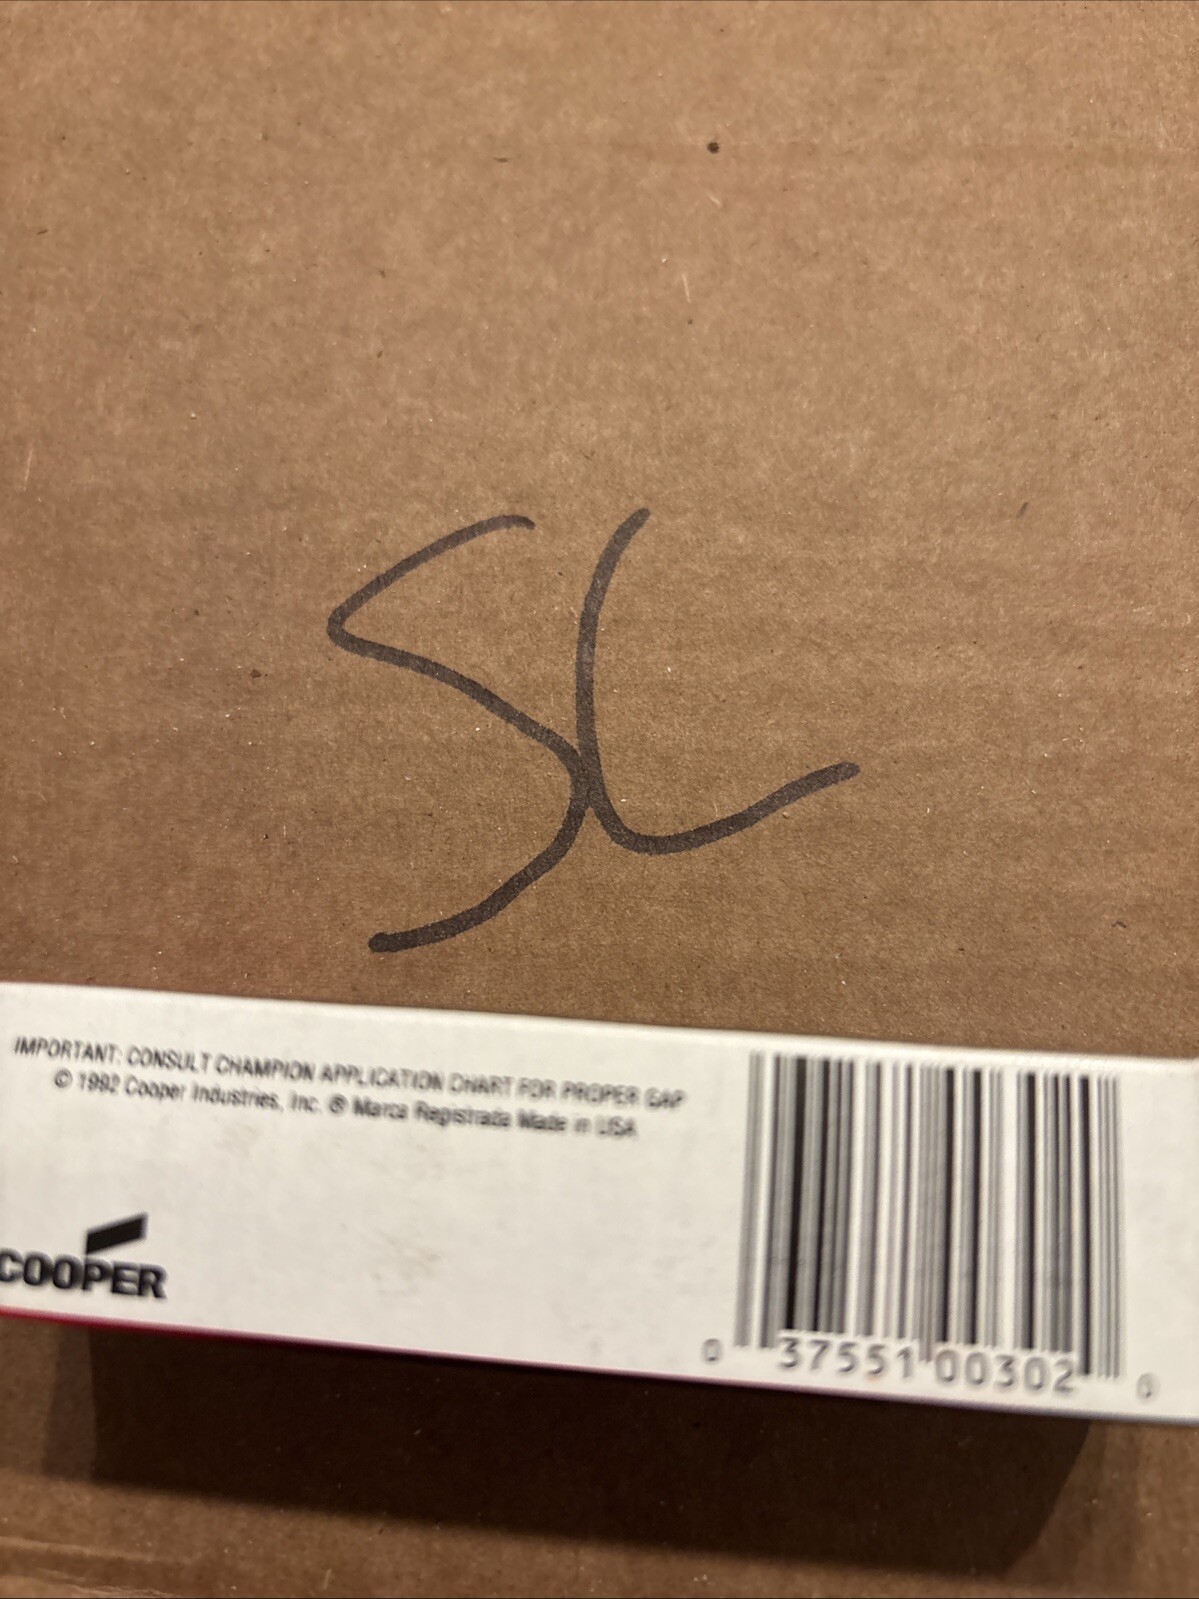 SL
IMPORTANT: CONSULT CHAMPION APPLICATION CHART FOR PROPER GAP
© 1992 Cooper Industries, Inc. ® Marca Registrada Made in USA
COOPER
0 37551 00302 0